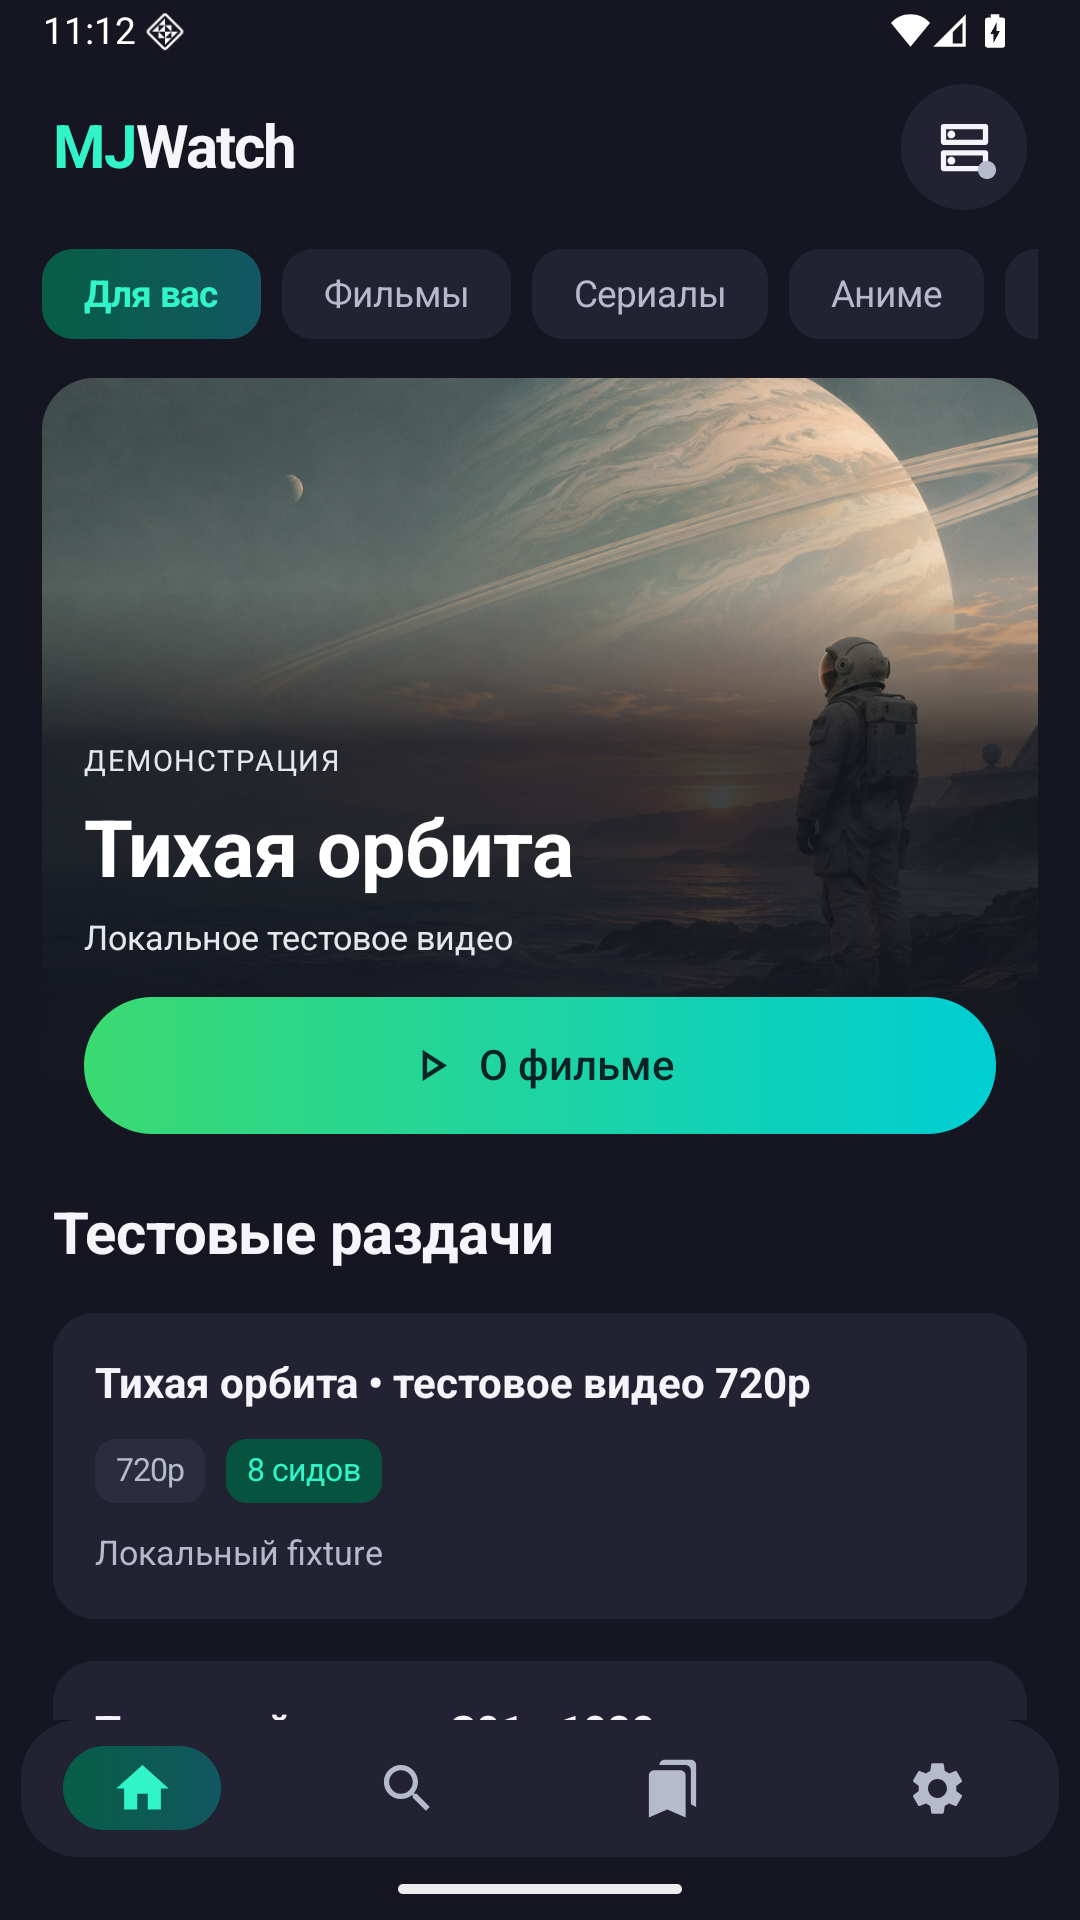 11:12
MJWatch
Для вас
Фильмы
Сериалы
Аниме
ДЕМОНСТРАЦИЯ
Тихая орбита
Локальное тестовое видео
О фильме
Тестовые раздачи
Тихая орбита • тестовое видео 720p
720p
8 сидов
Локальный fixture